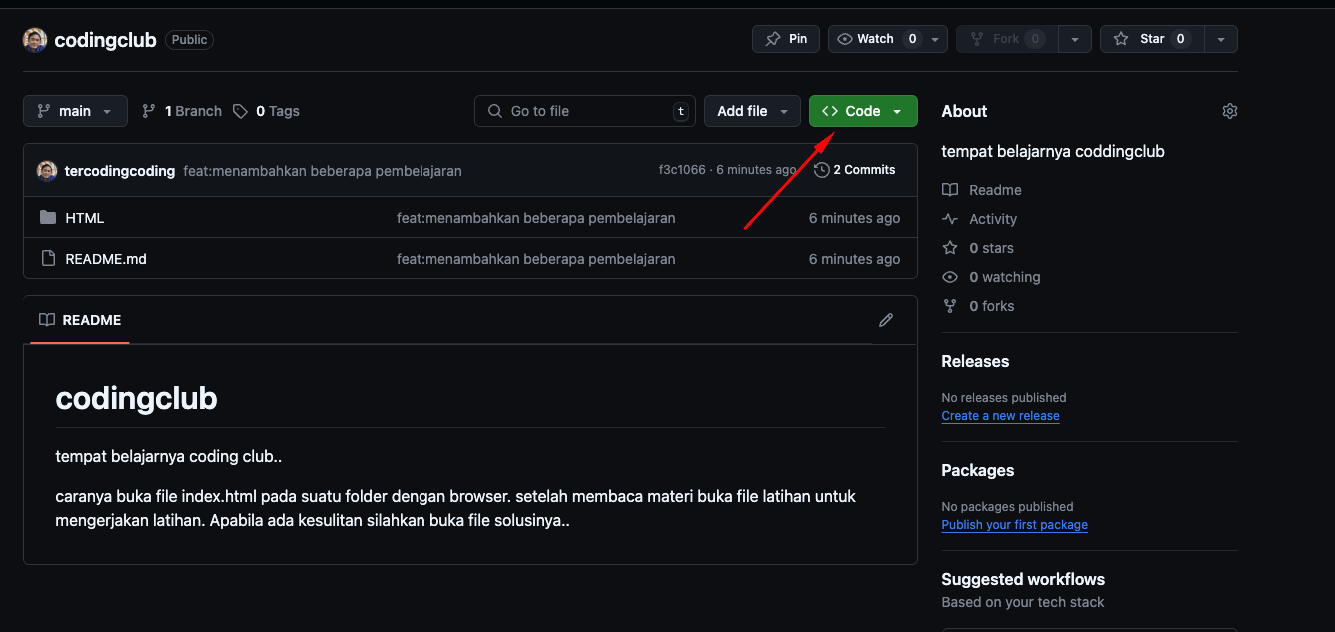 codingclub Public Pin Watch 0 Fork 0 Star 0
main 1 Branch 0 Tags Go to file t Add file Code
tercodingcoding feat:menambahkan beberapa pembelajaran f3c1066 · 6 minutes ago 2 Commits
HTML feat:menambahkan beberapa pembelajaran 6 minutes ago
README.md feat:menambahkan beberapa pembelajaran 6 minutes ago
README
codingclub
tempat belajarnya coding club..
caranya buka file index.html pada suatu folder dengan browser. setelah membaca materi buka file latihan untuk
mengerjakan latihan. Apabila ada kesulitan silahkan buka file solusinya..
About
tempat belajarnya coddingclub
Readme
Activity
0 stars
0 watching
0 forks
Releases
No releases published
Create a new release
Packages
No packages published
Publish your first package
Suggested workflows
Based on your tech stack